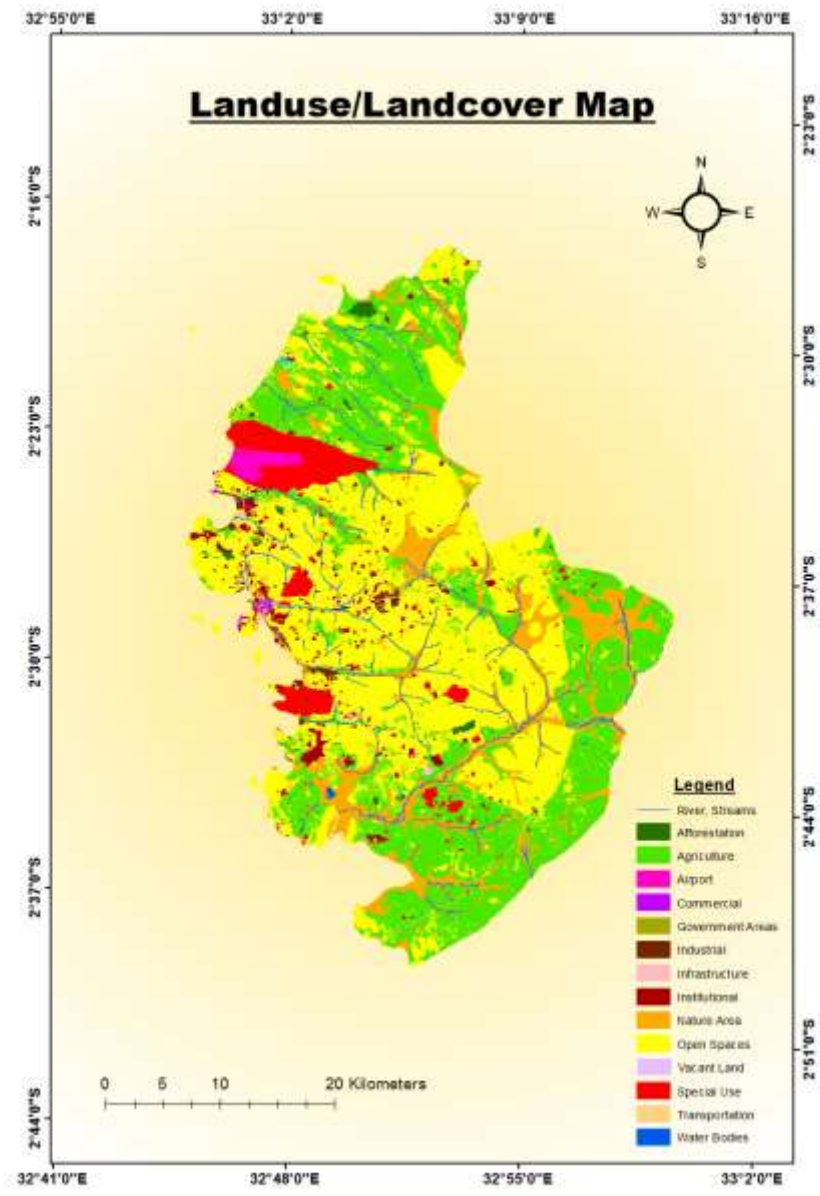 32°55'0"E 33°2'0"E 33°9'0"E 33°16'0"E
Landuse/Landcover Map
N
W E
S
2°23'0"S
2°30'0"S
2°37'0"S
2°44'0"S
2°51'0"S
2°16'0"S
2°23'0"S
2°30'0"S
2°37'0"S
2°44'0"S
Legend
River, Streams
Afforestation
Agriculture
Airport
Commercial
Government Areas
Industrial
Infrastructure
Institutional
Nature Area
Open Spaces
Vacant Land
Special Use
Transportation
Water Bodies
0 5 10 20 Kilometers
32°41'0"E 32°48'0"E 32°55'0"E 33°2'0"E